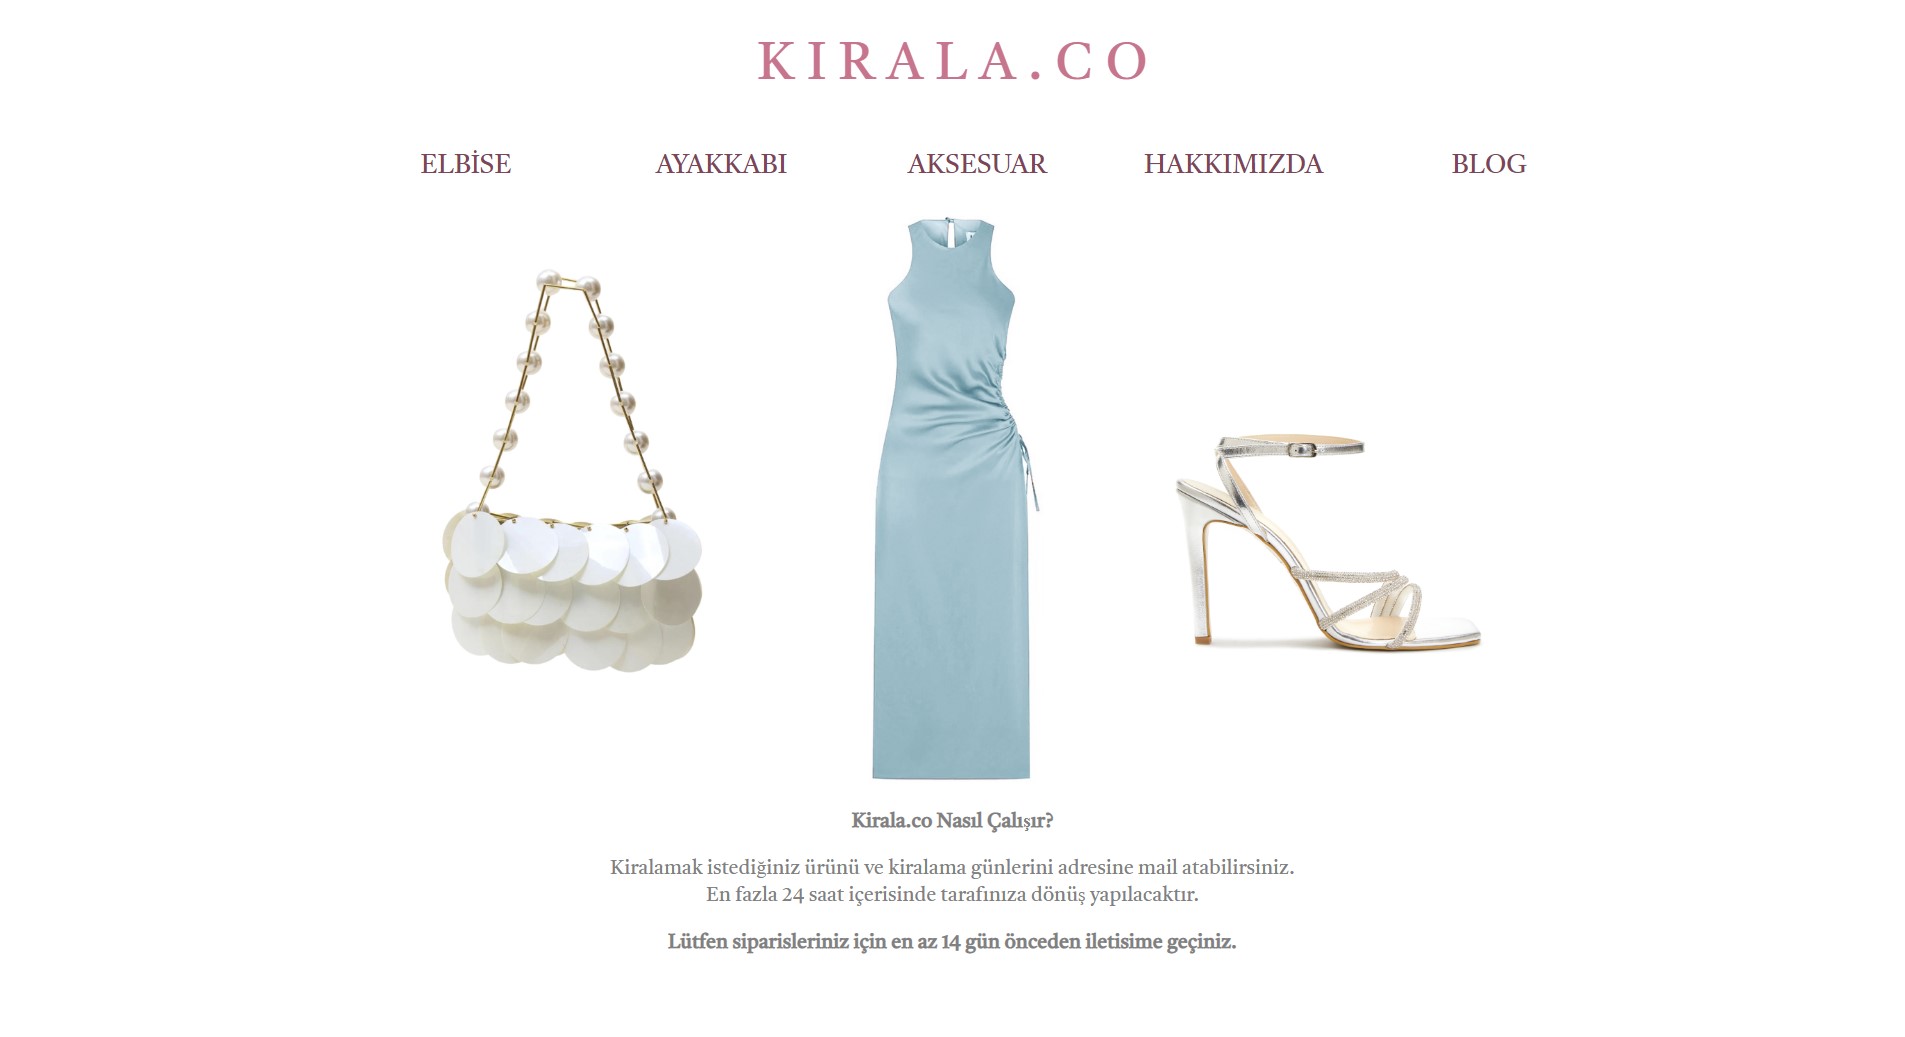 KIRALA.CO
ELBİSE AYAKKABI AKSESUAR HAKKIMIZDA BLOG
Kirala.co Nasıl Çalışır?
Kiralamak istediğiniz ürünü ve kiralama günlerini adresine mail atabilirsiniz.
En fazla 24 saat içerisinde tarafınıza dönüş yapılacaktır.
Lütfen siparisleriniz için en az 14 gün önceden iletisime geçiniz.